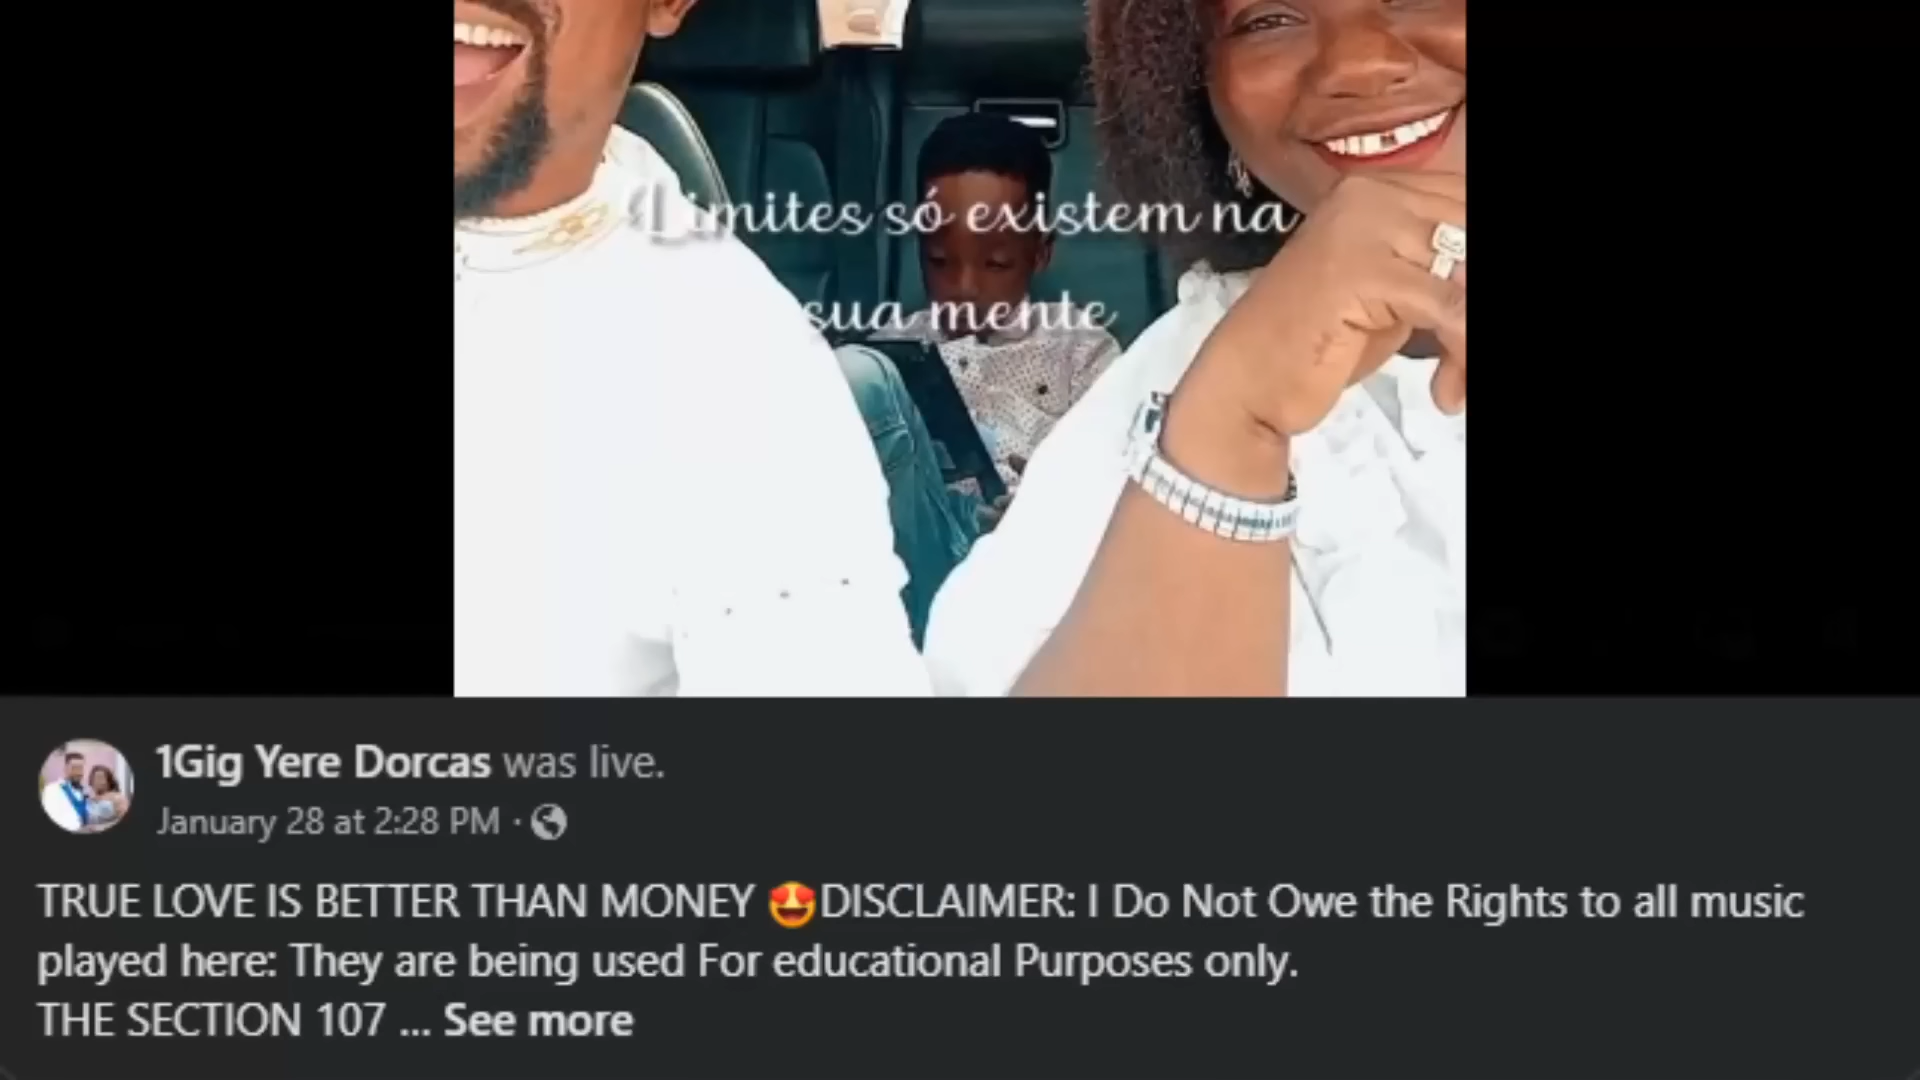 Limites só existem na
sua mente
1Gig Yere Dorcas was live.
January 28 at 2:28 PM ·
TRUE LOVE IS BETTER THAN MONEY 😍DISCLAIMER: I Do Not Owe the Rights to all music
played here: They are being used For educational Purposes only.
THE SECTION 107 ... See more